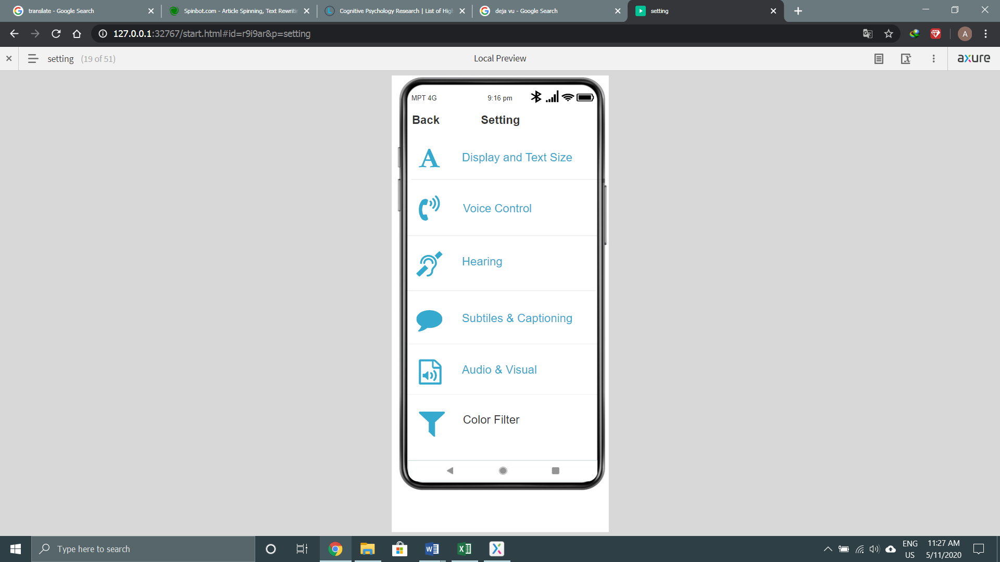 translate - Google Search
Spinbot.com - Article Spinning, Text Rewritin
Cognitive Psychology Research | List of High
deja vu - Google Search
setting
127.0.0.1:32767/start.html#id=r9i9ar&p=setting
A
setting (19 of 51)
Local Preview
axure
MPT 4G
9:16 pm
Back
Setting
A
Display and Text Size
Voice Control
Hearing
Subtiles & Captioning
Audio & Visual
Color Filter
Type here to search
ENG
US
11:27 AM
5/11/2020